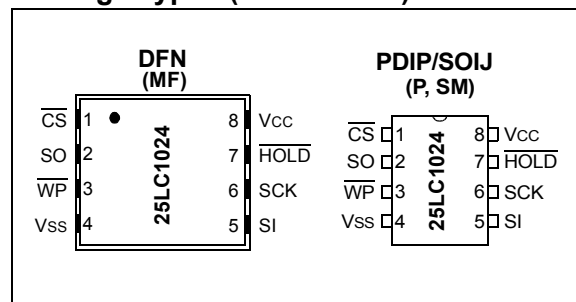 DFN
(MF)
CS 1 8 VCC
SO 2 7 HOLD
WP 3 6 SCK
VSS 4 5 SI
25LC1024
PDIP/SOIJ
(P, SM)
CS 1 8 VCC
SO 2 7 HOLD
WP 3 6 SCK
VSS 4 5 SI
25LC1024